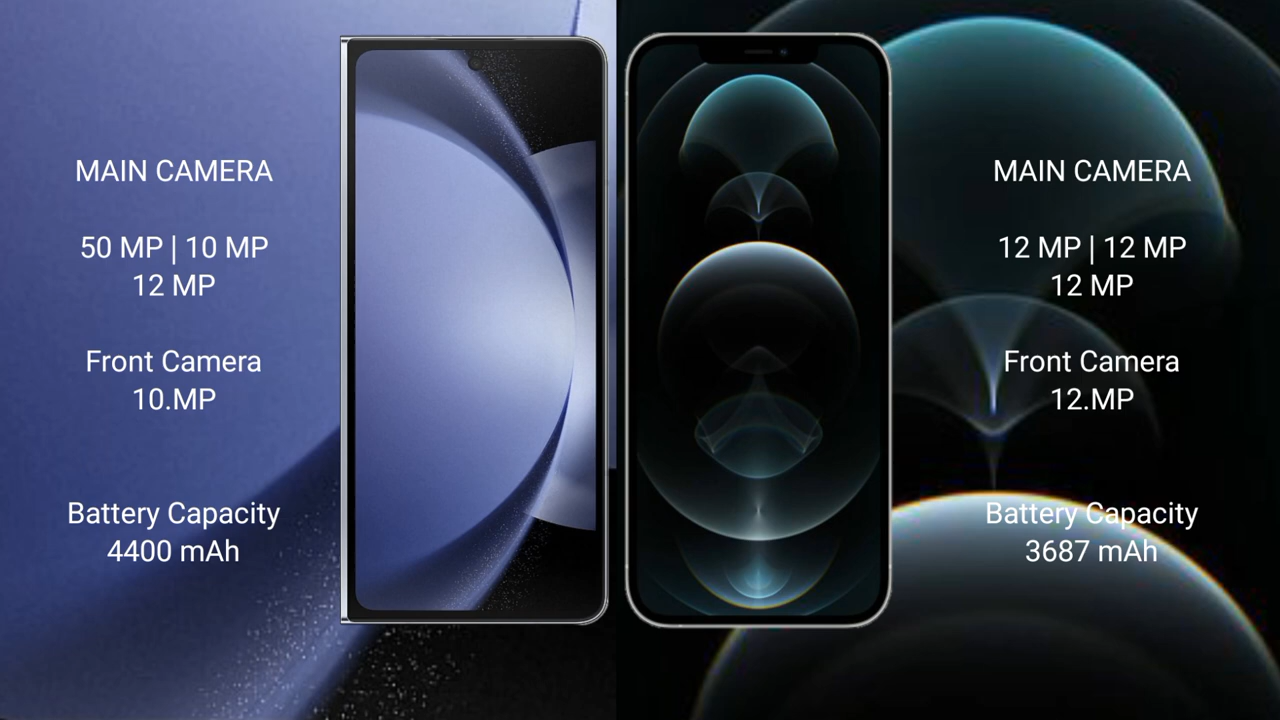 MAIN CAMERA
50 MP | 10 MP
12 MP
Front Camera
10.MP
Battery Capacity
4400 mAh
MAIN CAMERA
12 MP | 12 MP
12 MP
Front Camera
12.MP
Battery Capacity
3687 mAh